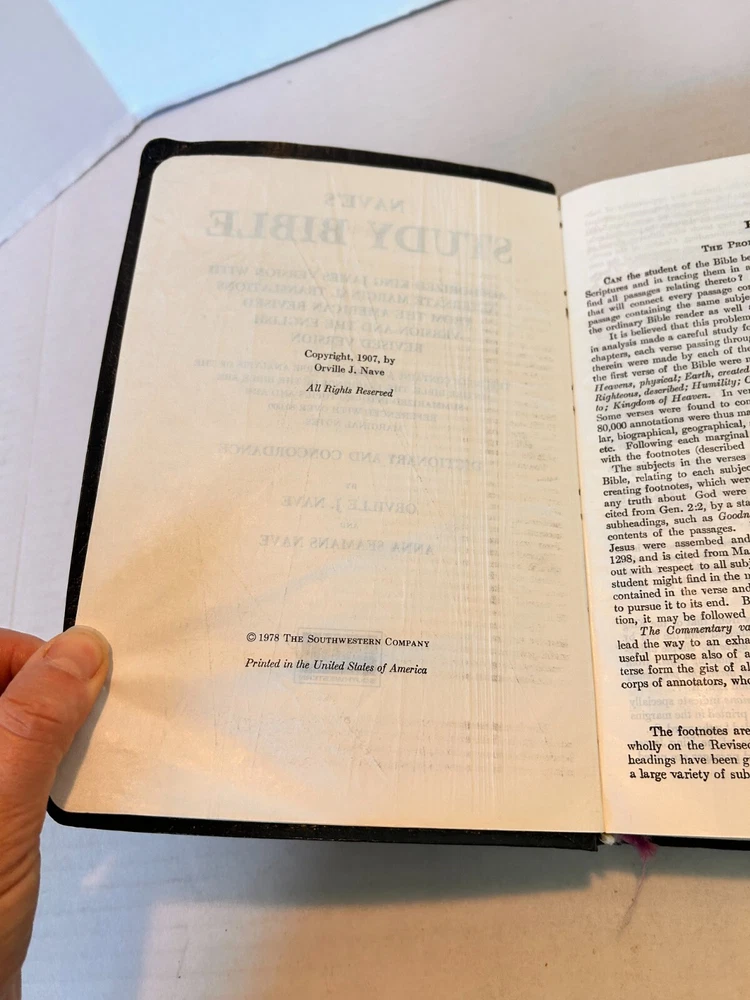 Copyright, 1907, by
Orville J. Nave
All Rights Reserved
© 1978 The Southwestern Company
Printed in the United States of America
The Pro
Can the student of the Bible be
Scriptures and in tracing them in a
find all passages relating thereto?
that will connect every passage con
passage containing the same subje
the ordinary Bible reader as well
It is believed that this problem
in analysis made a careful study fo
chapters, each verse passing throug
therein were made by each of the
the first verse of the Bible were
Heavens, physical; Earth, created
Righteous, described; Humility; C
to; Kingdom of Heaven. In ver
Some verses were found to con
80,000 annotations were thus ma
lar, biographical, geographical,
etc. Following each marginal
with the footnotes (described
The subjects in the verses
Bible, relating to each subjec
creating footnotes, which were
any truth about God were
cited from Gen. 2:2, by a sta
subheadings, such as Goodn
contents of the passages.
Jesus were assembed and
1298, and is cited from Ma
out with respect to all subj
student might find in the m
contained in the verse and
to pursue it to its end. B
tion, it may be followed
The Commentary va
lead the way to an exha
useful purpose also of a
terse form the gist of al
corps of annotators, who
The footnotes are
wholly on the Revised
headings have been g
a large variety of sub